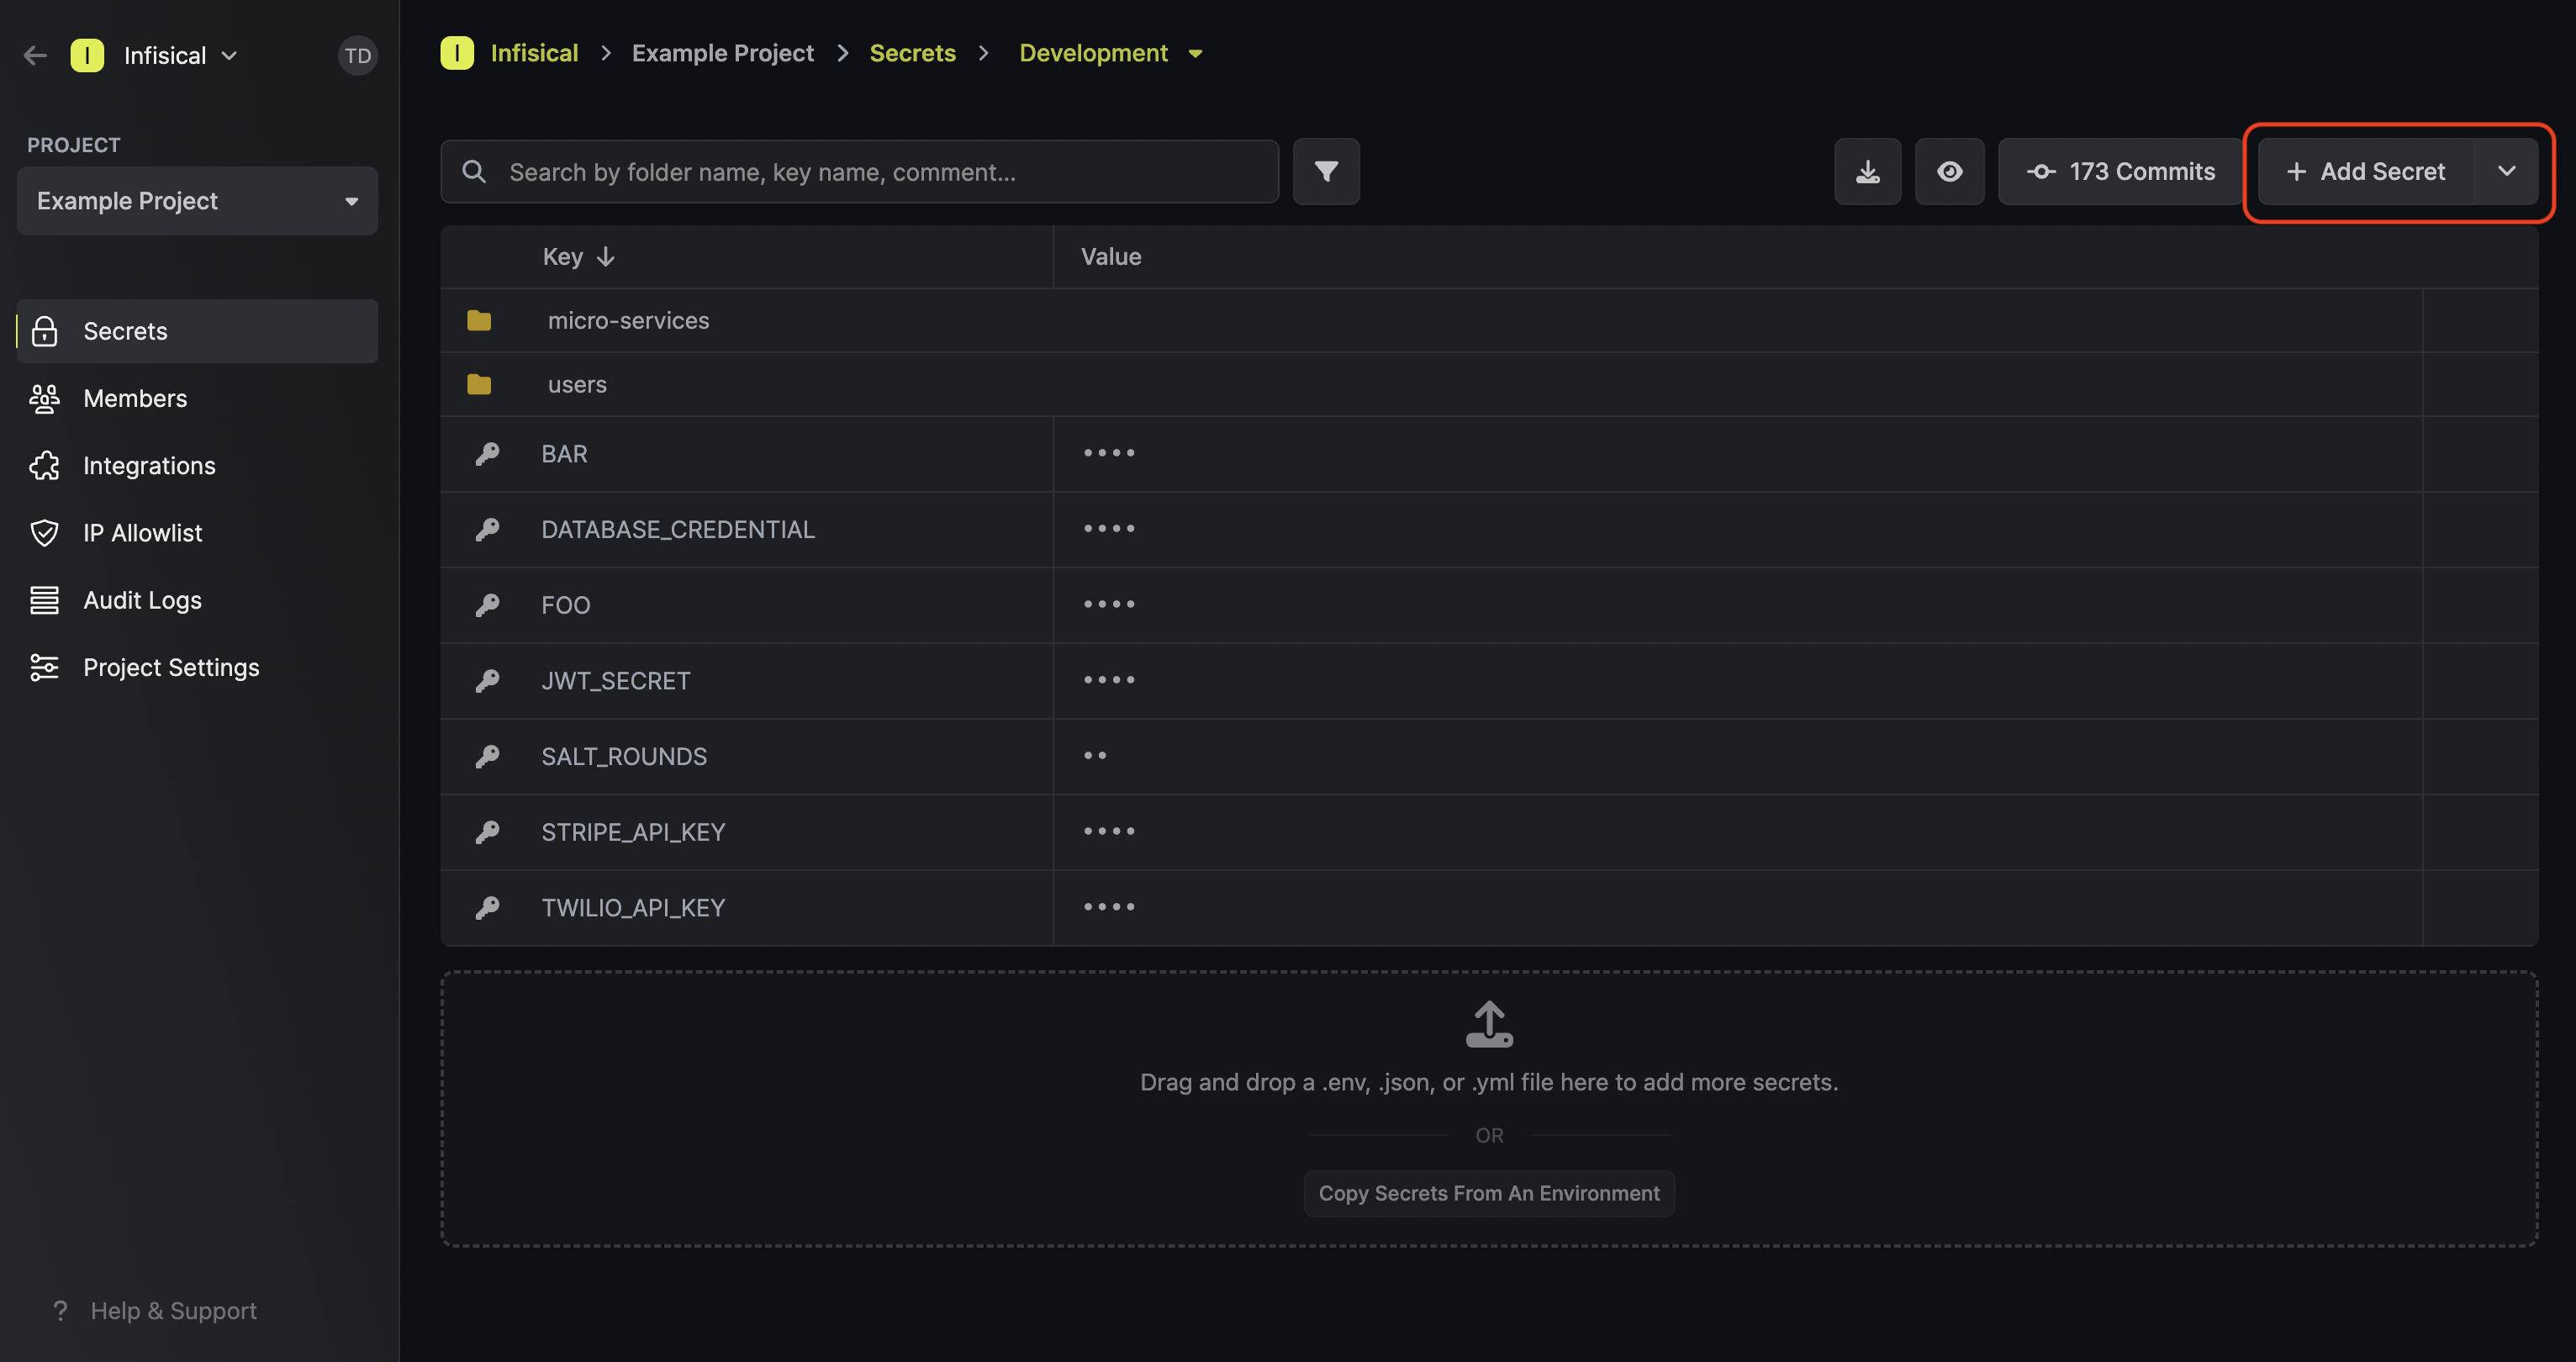 I Infisical TD
PROJECT
Example Project
Secrets
Members
Integrations
IP Allowlist
Audit Logs
Project Settings
? Help & Support
I Infisical > Example Project > Secrets > Development
Search by folder name, key name, comment...
173 Commits
+ Add Secret
Key ↓ Value
micro-services
users
BAR ••••
DATABASE_CREDENTIAL ••••
FOO ••••
JWT_SECRET ••••
SALT_ROUNDS ••
STRIPE_API_KEY ••••
TWILIO_API_KEY ••••
Drag and drop a .env, .json, or .yml file here to add more secrets.
OR
Copy Secrets From An Environment